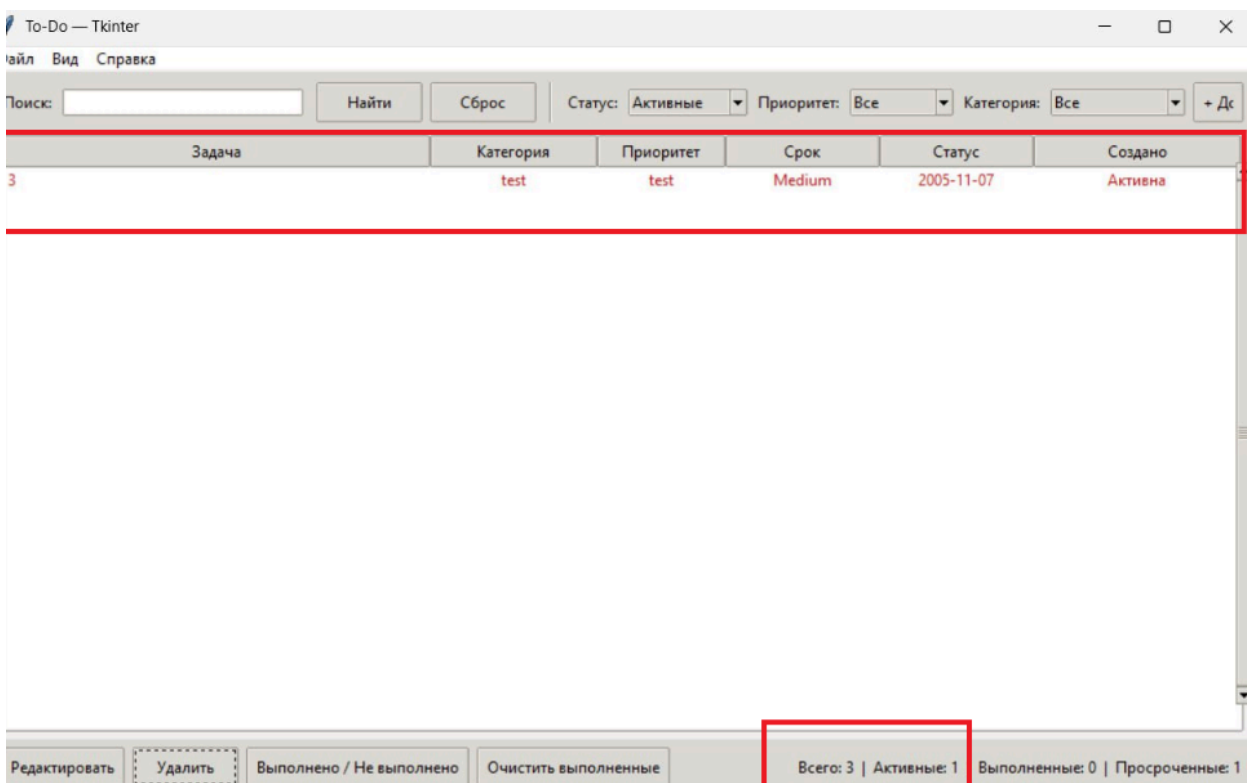 To-Do — Tkinter
айл Вид Справка
Поиск: Найти Сброс Статус: Активные Приоритет: Все Категория: Все + Дс
Задача Категория Приоритет Срок Статус Создано
3 test test Medium 2005-11-07 Активна
Редактировать Удалить Выполнено / Не выполнено Очистить выполненные Всего: 3 | Активные: 1 Выполненные: 0 | Просроченные: 1